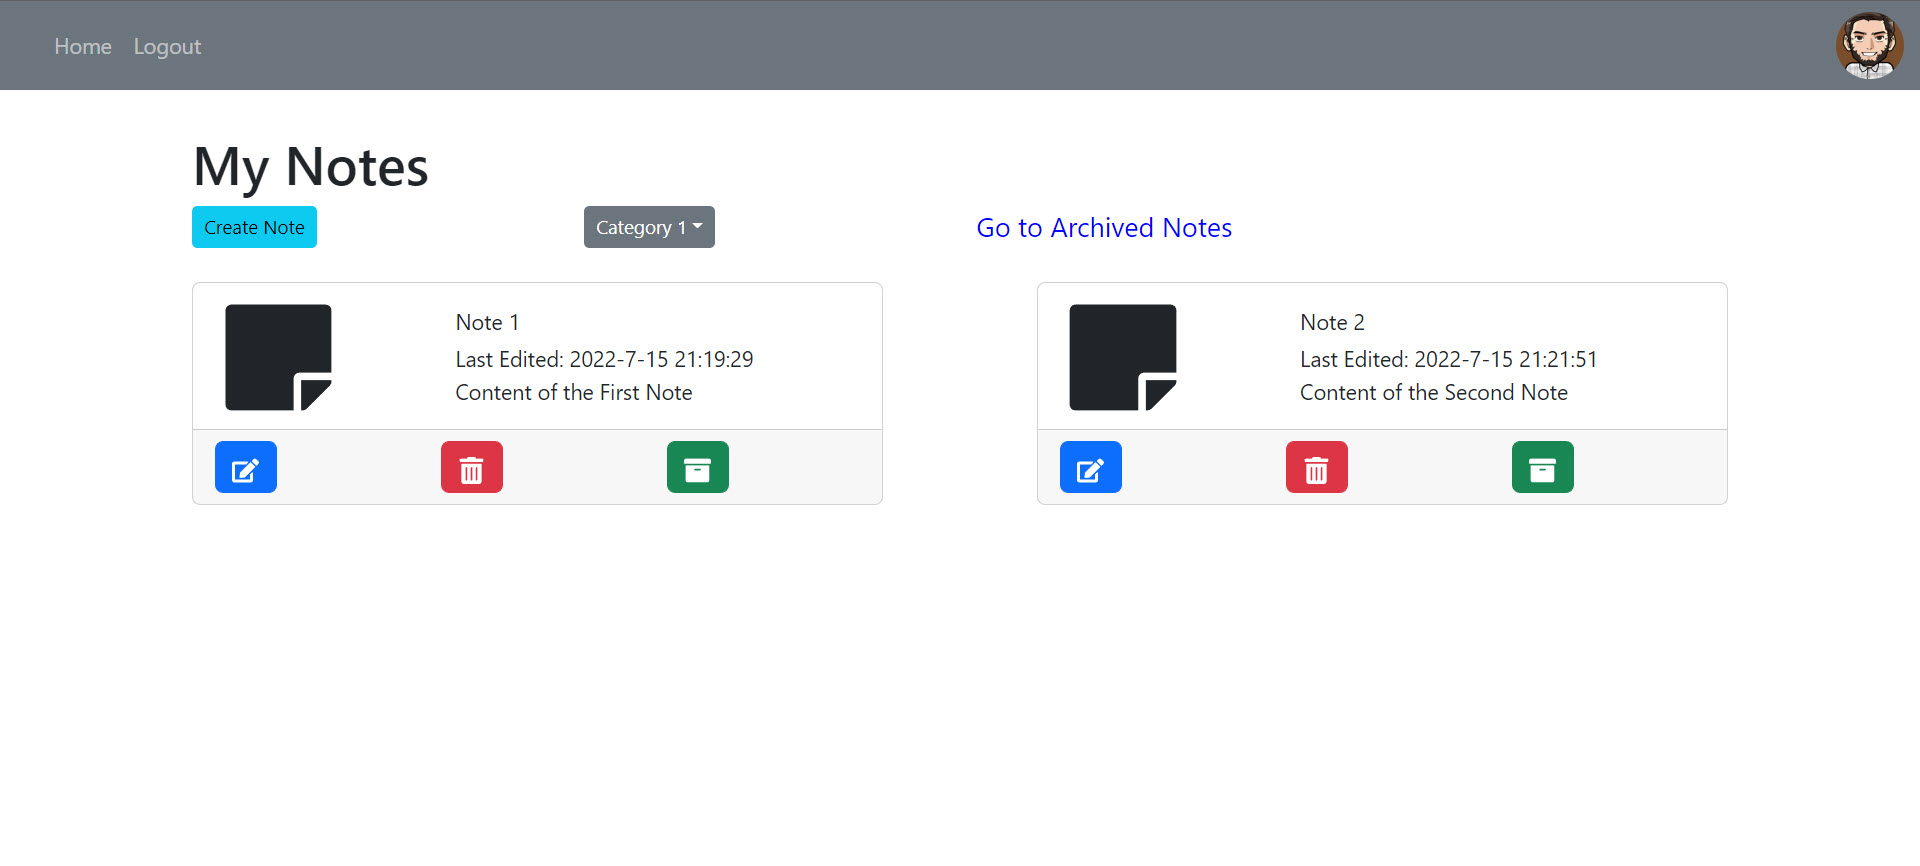 Home Logout
My Notes
Create Note Category 1 Go to Archived Notes
Note 1
Last Edited: 2022-7-15 21:19:29
Content of the First Note
Note 2
Last Edited: 2022-7-15 21:21:51
Content of the Second Note